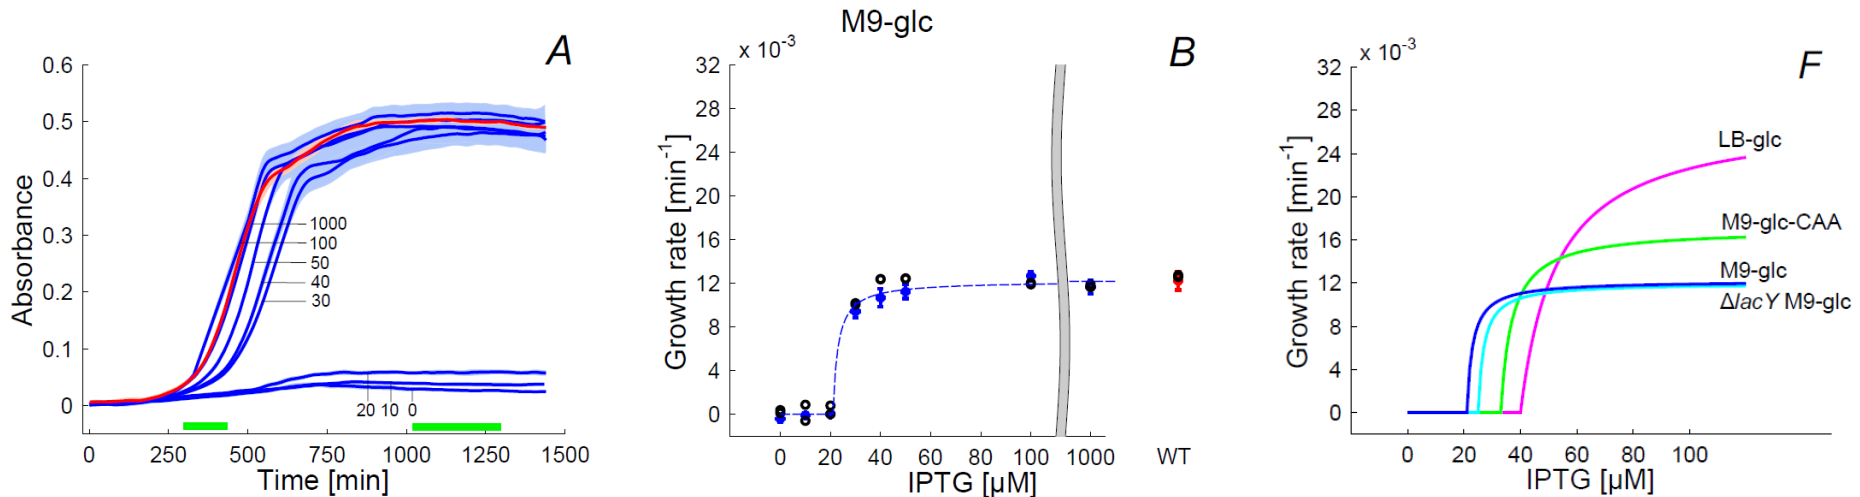 M9-glc
A
0.6
0.5
0.4
0.3
0.2
0.1
0
Absorbance
1000
100
50
40
30
20 10 0
0 250 500 750 1000 1250 1500
Time [min]
B
x 10-3
32
28
24
20
16
12
8
4
0
Growth rate [min-1]
0 20 40 60 80 100 1000 WT
IPTG [µM]
F
x 10-3
32
28
24
20
16
12
8
4
0
Growth rate [min-1]
LB-glc
M9-glc-CAA
M9-glc
ΔlacY M9-glc
0 20 40 60 80 100
IPTG [µM]